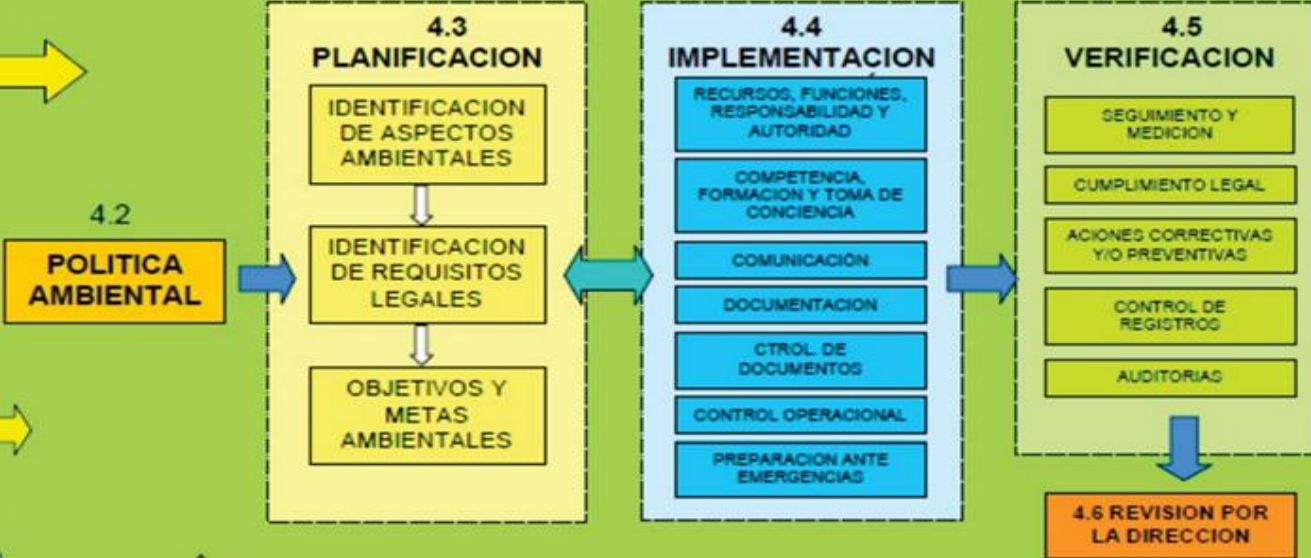 4.2
POLITICA
AMBIENTAL
4.3
PLANIFICACION
IDENTIFICACION
DE ASPECTOS
AMBIENTALES
IDENTIFICACION
DE REQUISITOS
LEGALES
OBJETIVOS Y
METAS
AMBIENTALES
4.4
IMPLEMENTACION
RECURSOS, FUNCIONES,
RESPONSABILIDAD Y
AUTORIDAD
COMPETENCIA,
FORMACION Y TOMA DE
CONCIENCIA
COMUNICACIÓN
DOCUMENTACION
CTROL. DE
DOCUMENTOS
CONTROL OPERACIONAL
PREPARACION ANTE
EMERGENCIAS
4.5
VERIFICACION
SEGUIMIENTO Y
MEDICION
CUMPLIMIENTO LEGAL
ACIONES CORRECTIVAS
Y/O PREVENTIVAS
CONTROL DE
REGISTROS
AUDITORIAS
4.6 REVISION POR
LA DIRECCION